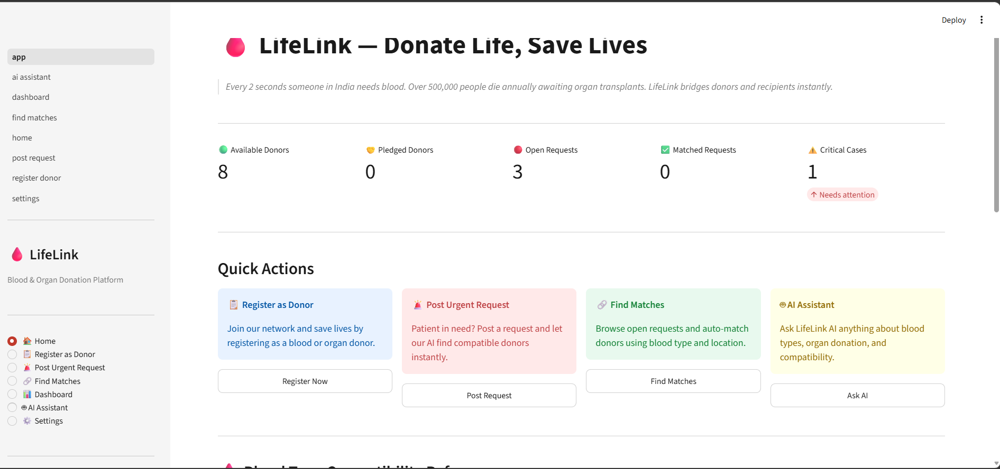 Deploy
app
ai assistant
dashboard
find matches
home
post request
register donor
settings
LifeLink
Blood & Organ Donation Platform
Home
Register as Donor
Post Urgent Request
Find Matches
Dashboard
AI Assistant
Settings
LifeLink — Donate Life, Save Lives
Every 2 seconds someone in India needs blood. Over 500,000 people die annually awaiting organ transplants. LifeLink bridges donors and recipients instantly.
Available Donors
8
Pledged Donors
0
Open Requests
3
Matched Requests
0
Critical Cases
1
↑ Needs attention
Quick Actions
Register as Donor
Join our network and save lives by
registering as a blood or organ donor.
Register Now
Post Urgent Request
Patient in need? Post a request and let
our AI find compatible donors
instantly.
Post Request
Find Matches
Browse open requests and auto-match
donors using blood type and location.
Find Matches
AI Assistant
Ask LifeLink AI anything about blood
types, organ donation, and
compatibility.
Ask AI